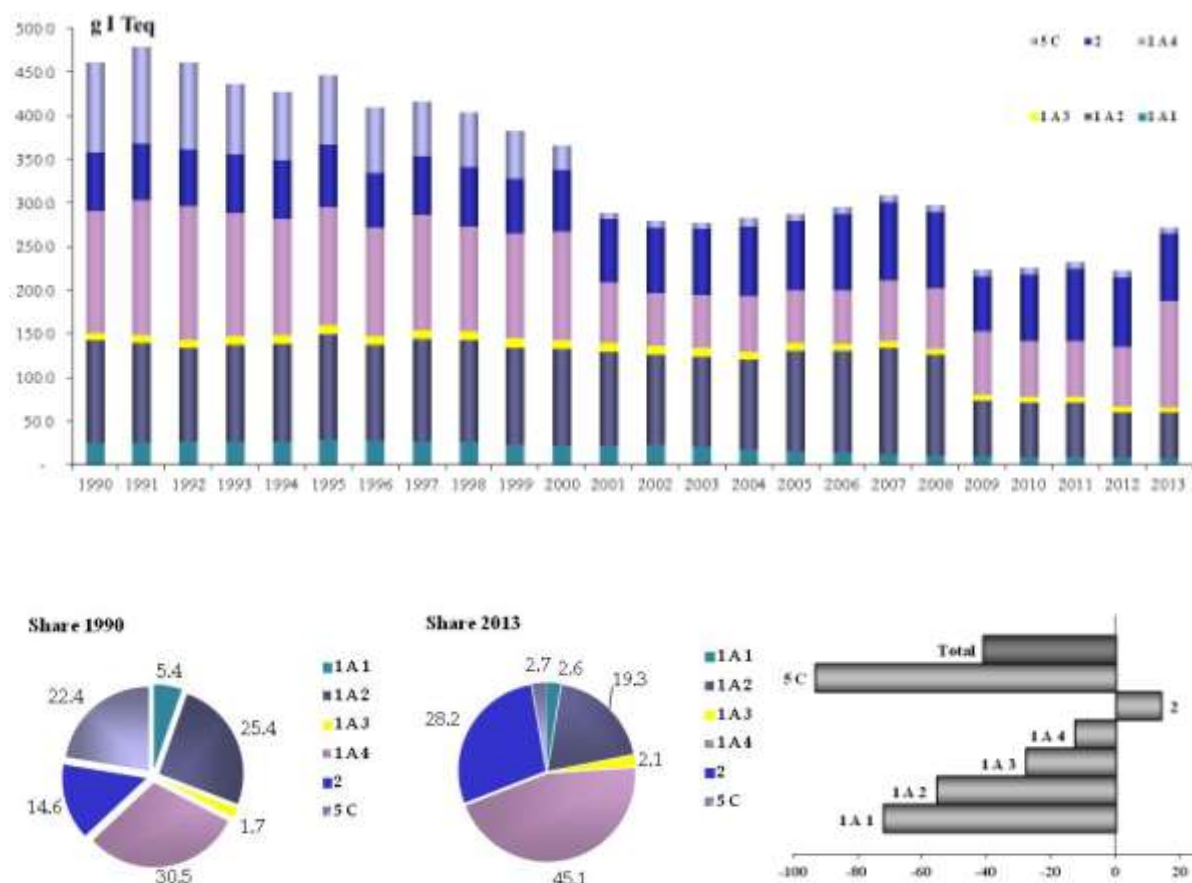 g I Teq
500.0
450.0
400.0
350.0
300.0
250.0
200.0
150.0
100.0
50.0
-
5 C 2 1 A 4
1 A 3 1 A 2 1 A 1
1990 1991 1992 1993 1994 1995 1996 1997 1998 1999 2000 2001 2002 2003 2004 2005 2006 2007 2008 2009 2010 2011 2012 2013
Share 1990
5.4
25.4
1.7
30.5
14.6
22.4
1 A 1
1 A 2
1 A 3
1 A 4
2
5 C
Share 2013
2.7 2.6
19.3
2.1
45.1
28.2
1 A 1
1 A 2
1 A 3
1 A 4
2
5 C
Total
5 C
2
1 A 4
1 A 3
1 A 2
1 A 1
-100 -80 -60 -40 -20 0 20